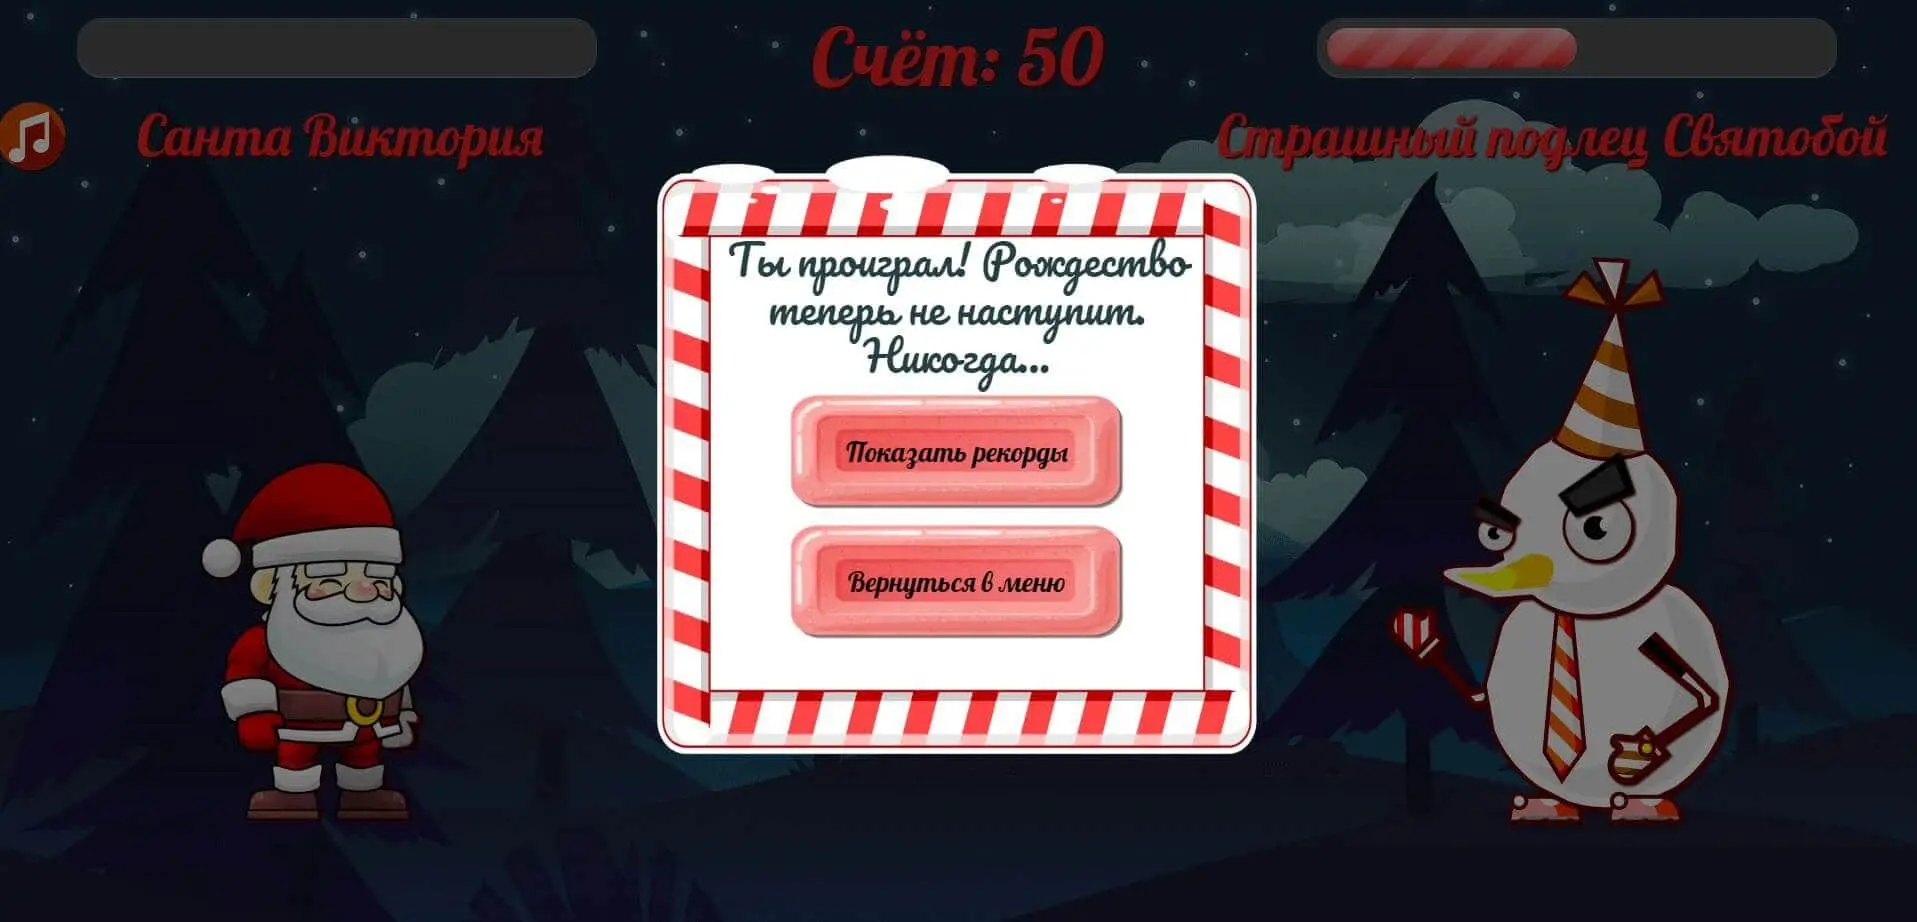 Счёт: 50
Санта Виктория
Страшный подлец Святобой
Ты проиграл! Рождество
теперь не наступит.
Никогда...
Показать рекорды
Вернуться в меню